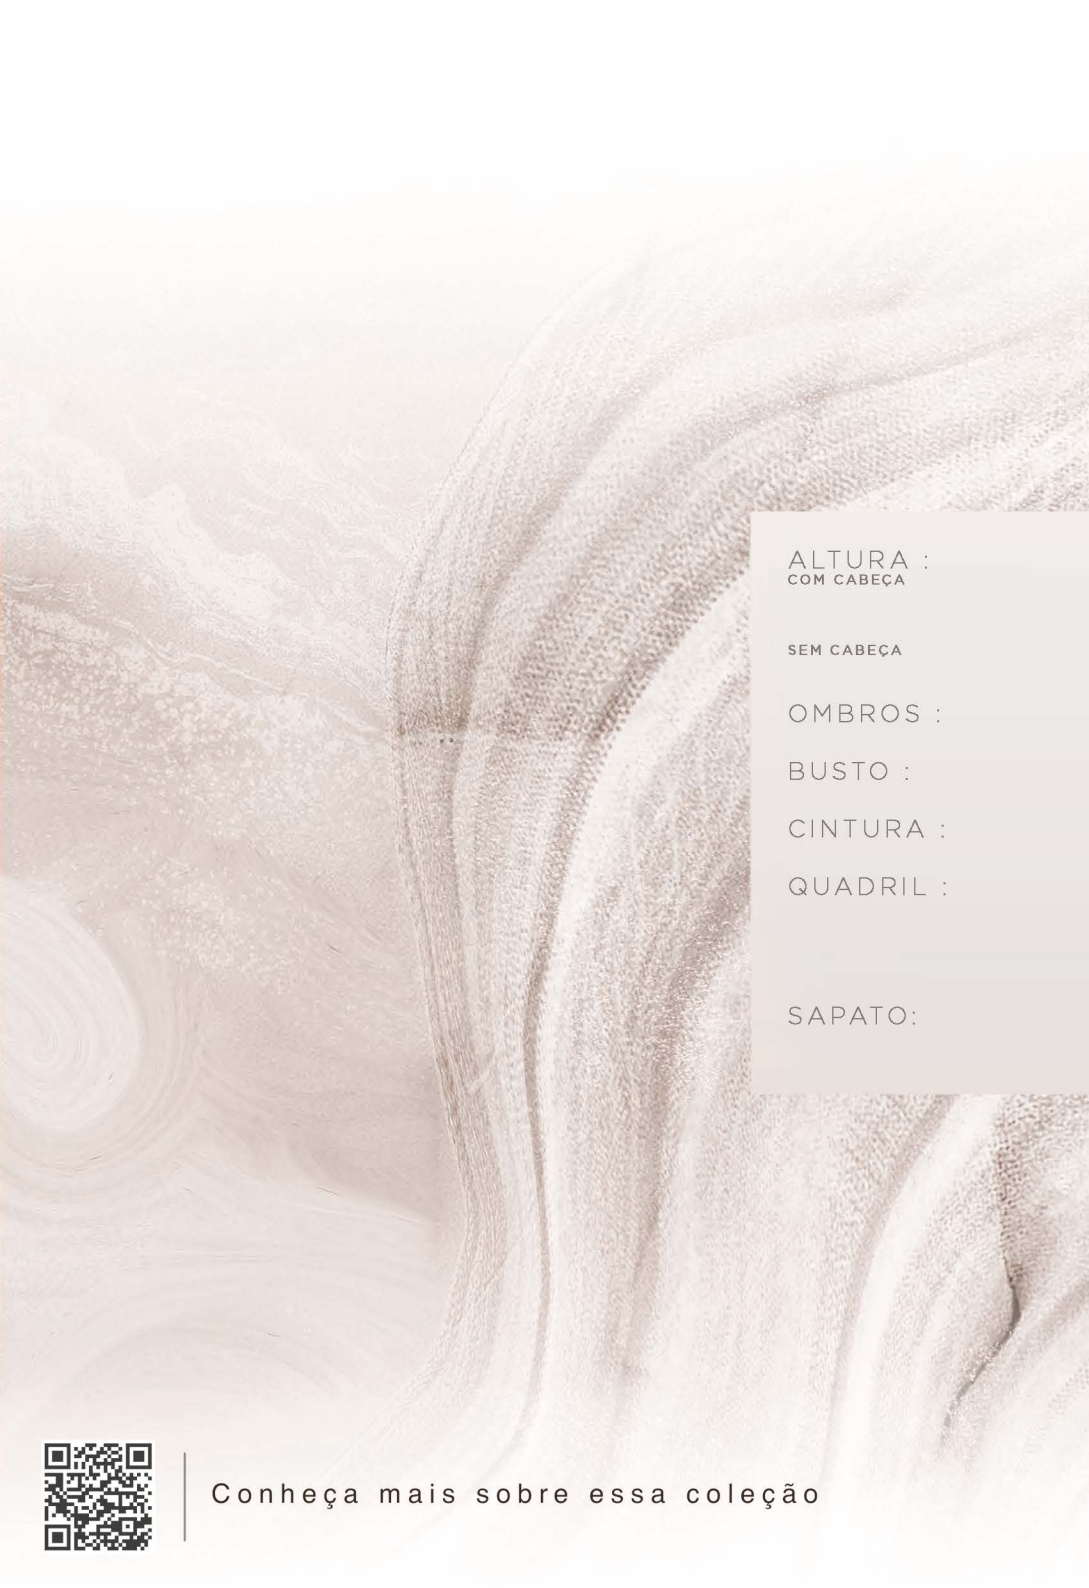 ALTURA :
COM CABEÇA
SEM CABEÇA
OMBROS :
BUSTO :
CINTURA :
QUADRIL :
SAPATO:
Conheça mais sobre essa coleção